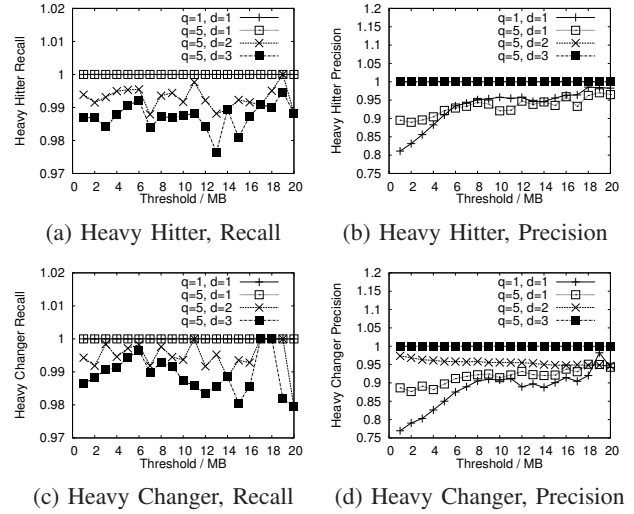 1.02
1.01
1
0.99
0.98
0.97
Heavy Hitter Recall
q=1, d=1
q=5, d=1
q=5, d=2
q=5, d=3
0 2 4 6 8 10 12 14 16 18 20
Threshold / MB
(a) Heavy Hitter, Recall
1.2
1.15
1.1
1.05
1
0.95
0.9
0.85
0.8
0.75
Heavy Hitter Precision
q=1, d=1
q=5, d=1
q=5, d=2
q=5, d=3
0 2 4 6 8 10 12 14 16 18 20
Threshold / MB
(b) Heavy Hitter, Precision
1.02
1.01
1
0.99
0.98
0.97
Heavy Changer Recall
q=1, d=1
q=5, d=1
q=5, d=2
q=5, d=3
0 2 4 6 8 10 12 14 16 18 20
Threshold / MB
(c) Heavy Changer, Recall
1.2
1.15
1.1
1.05
1
0.95
0.9
0.85
0.8
0.75
Heavy Changer Precision
q=1, d=1
q=5, d=1
q=5, d=2
q=5, d=3
0 2 4 6 8 10 12 14 16 18 20
Threshold / MB
(d) Heavy Changer, Precision